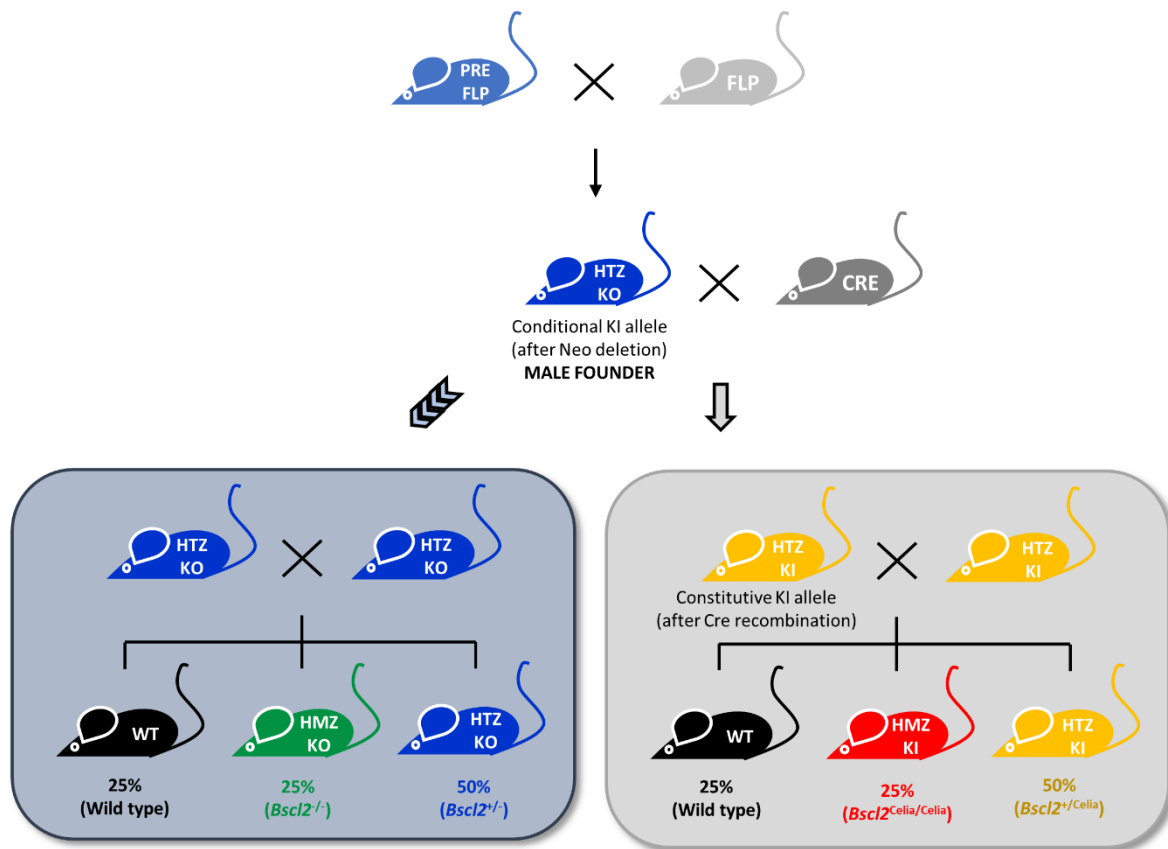 PRE
FLP
FLP
HTZ
KO
CRE
Conditional KI allele
(after Neo deletion)
MALE FOUNDER
HTZ
KO
HTZ
KO
WT
HMZ
KO
HTZ
KO
25%
(Wild type)
25%
(Bscl2-/-)
50%
(Bscl2+/-)
HTZ
KI
HTZ
KI
Constitutive KI allele
(after Cre recombination)
WT
HMZ
KI
HTZ
KI
25%
(Wild type)
25%
(Bscl2Celia/Celia)
50%
(Bscl2+/Celia)